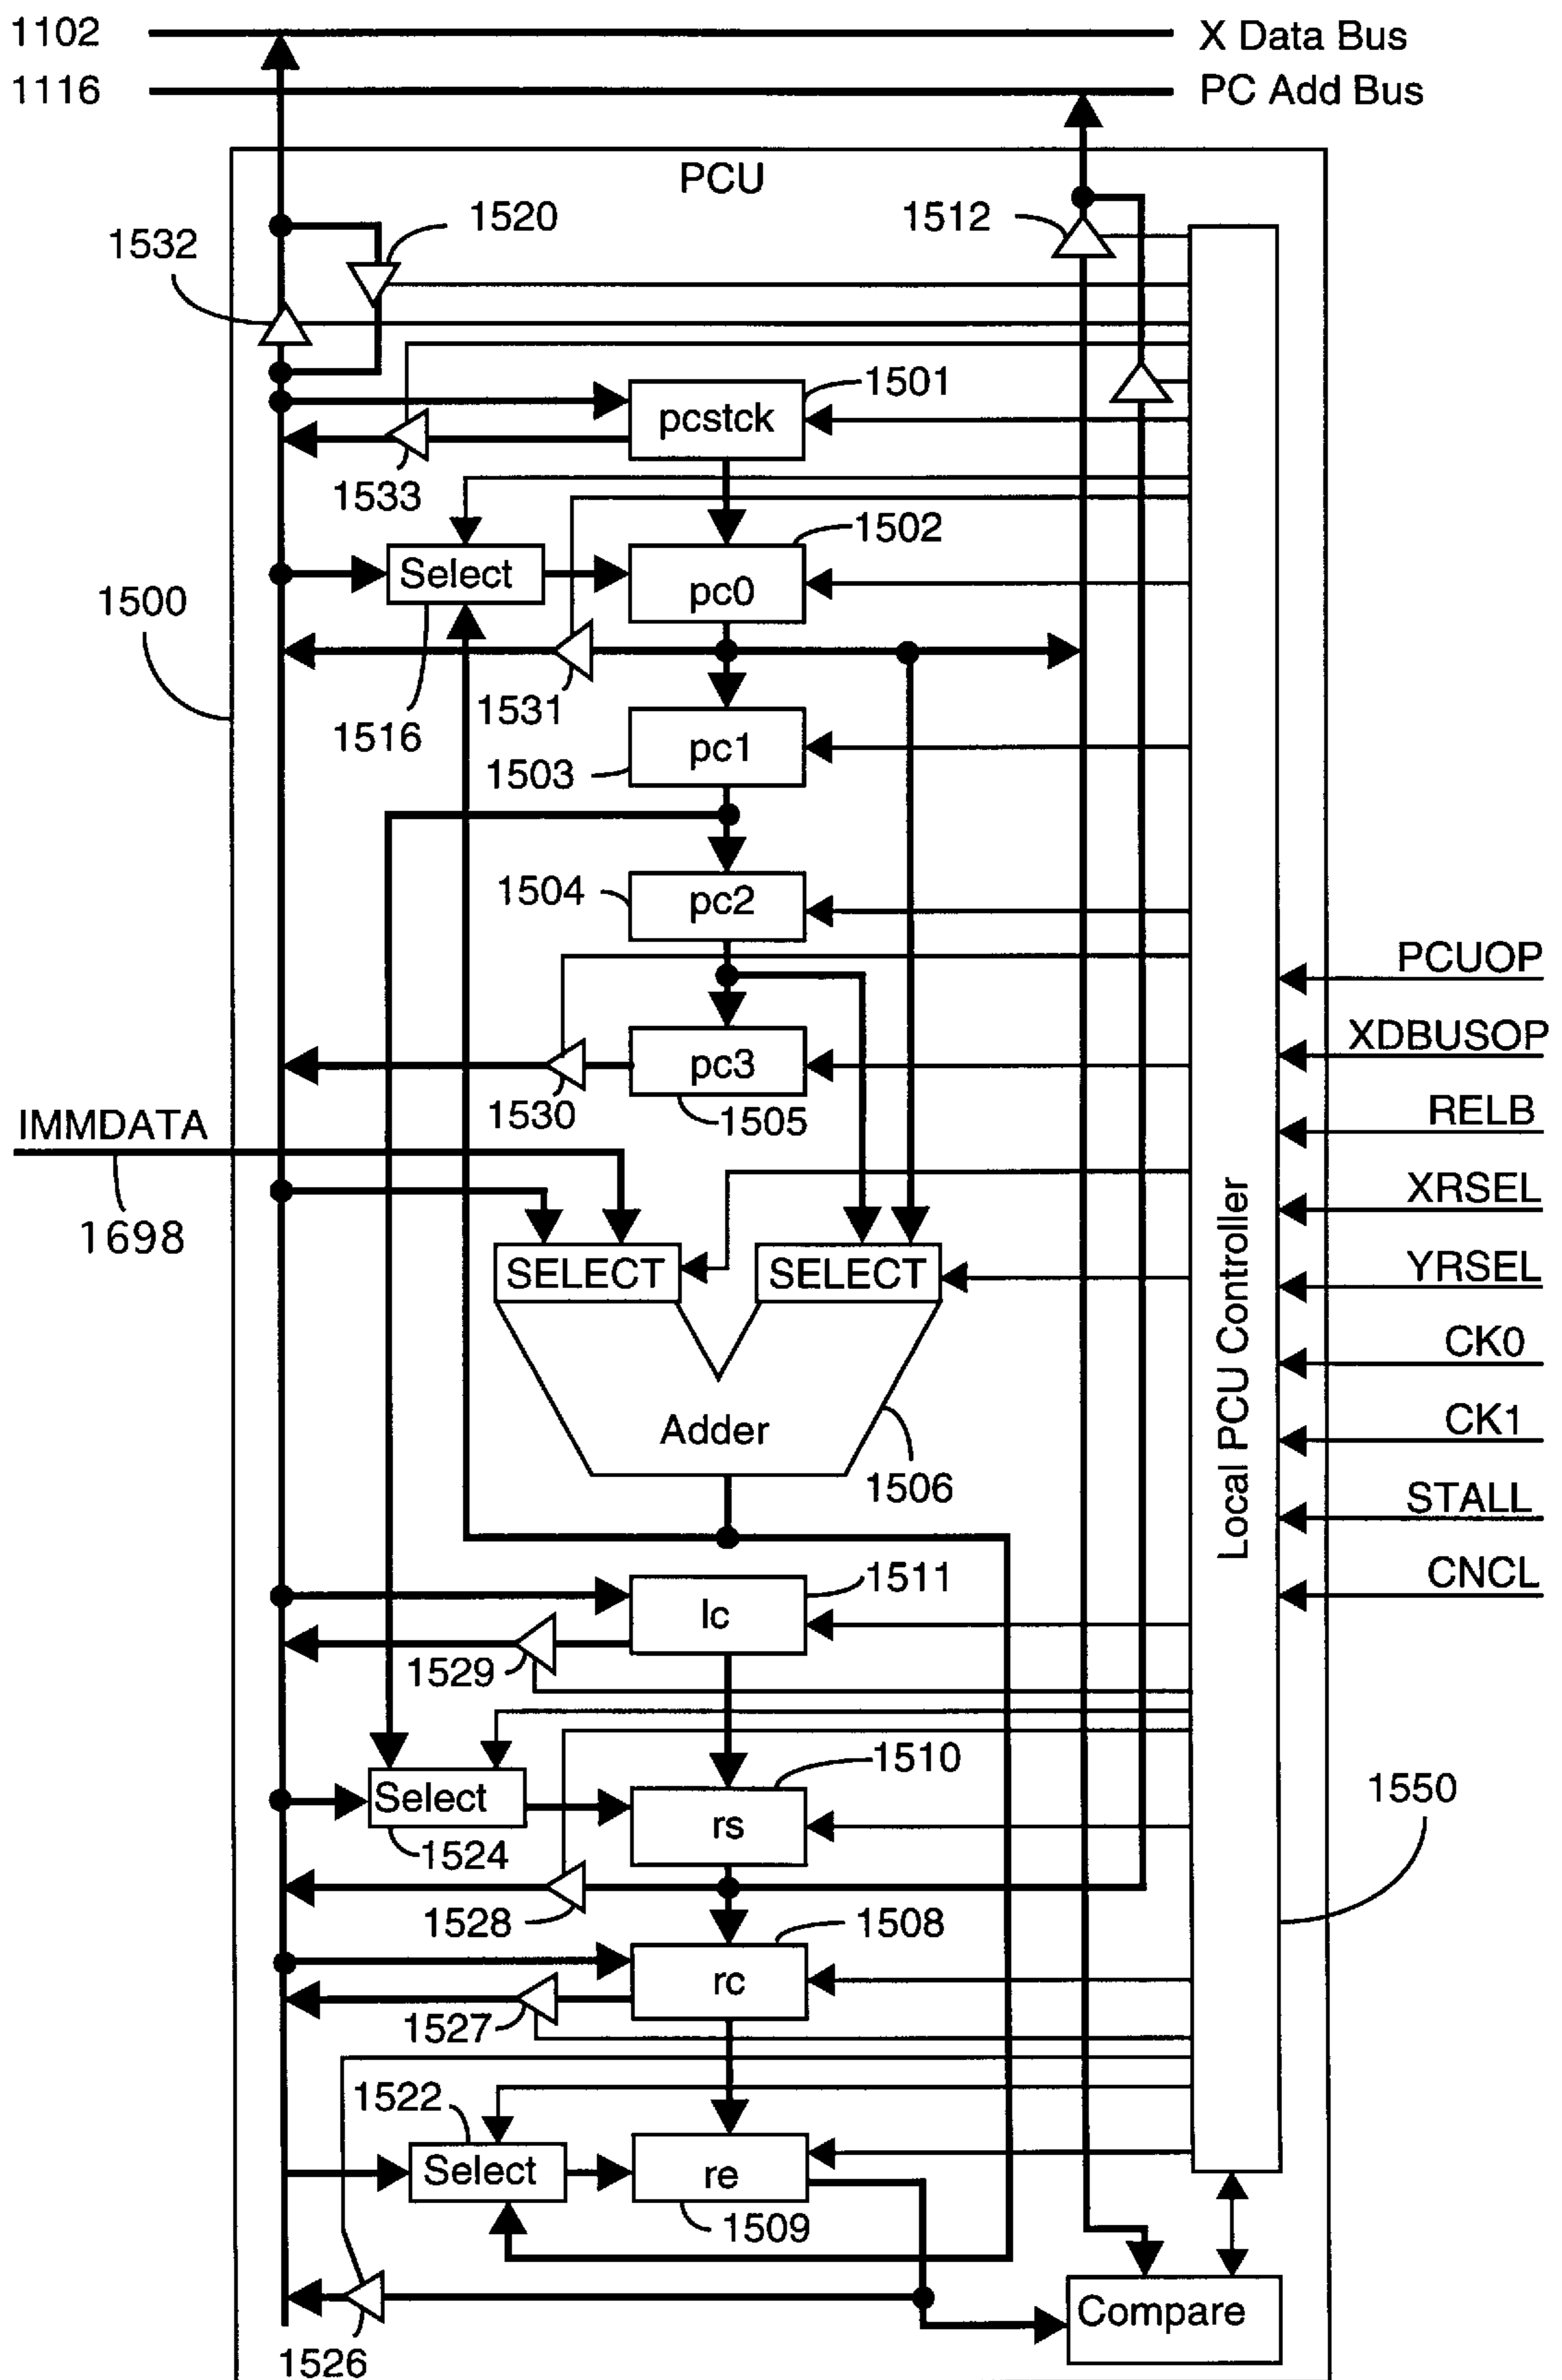 1102
X Data Bus
1116
PC Add Bus
PCU
1520
1512
1532
pcstck
1501
1533
1502
Select
pc0
1500
1531
1516
pc1
1503
1504
pc2
PCUOP
XDBUSOP
pc3
1530
1505
RELB
IMMDATA
XRSEL
1698
SELECT
SELECT
YRSEL
CK0
Adder
CK1
1506
STALL
Local PCU Controller
1511
CNCL
lc
1529
1510
Select
rs
1550
1524
1528
1508
rc
1527
1522
Select
re
1509
Compare
1526